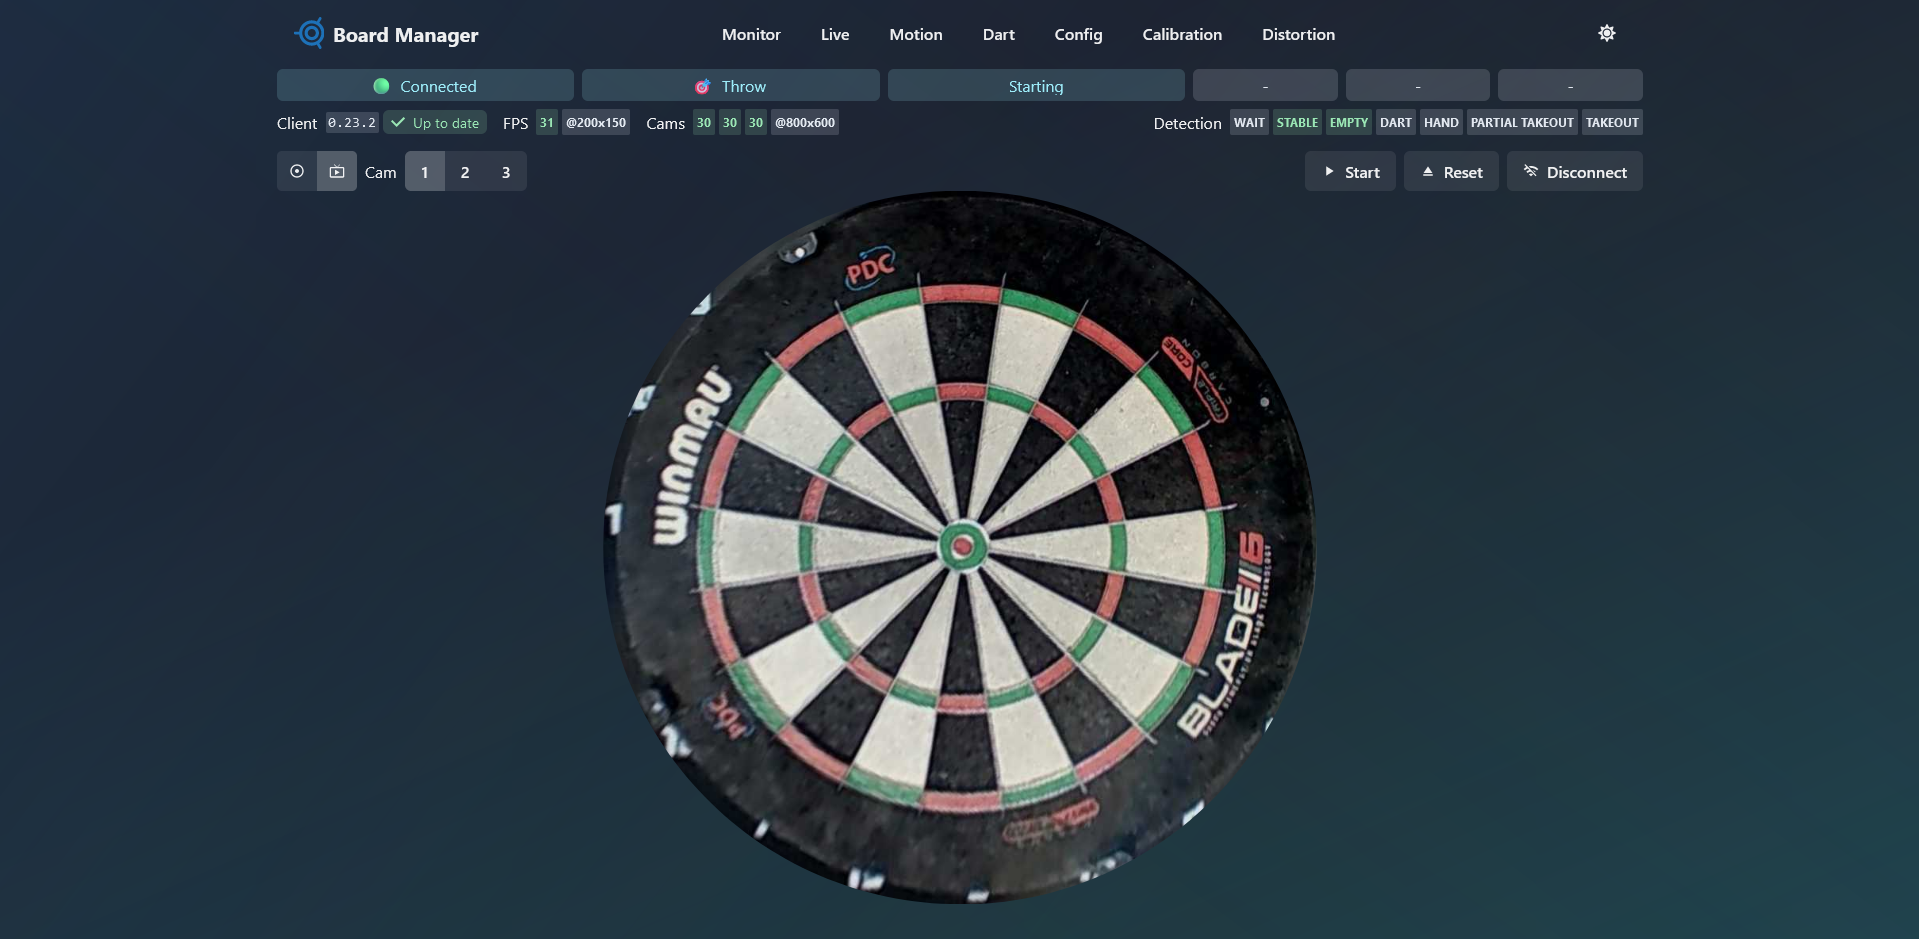 Board Manager
Monitor
Live
Motion
Dart
Config
Calibration
Distortion
Connected
Throw
Starting
-
-
-
Client 0.23.2 Up to date FPS 31 @200x150 Cams 30 30 30 @800x600
Detection WAIT STABLE EMPTY DART HAND PARTIAL TAKEOUT TAKEOUT
Cam 1 2 3
Start
Reset
Disconnect
PDC
TRIPLE CORE
CARBON
WINMAU
BLADE 6
PDC